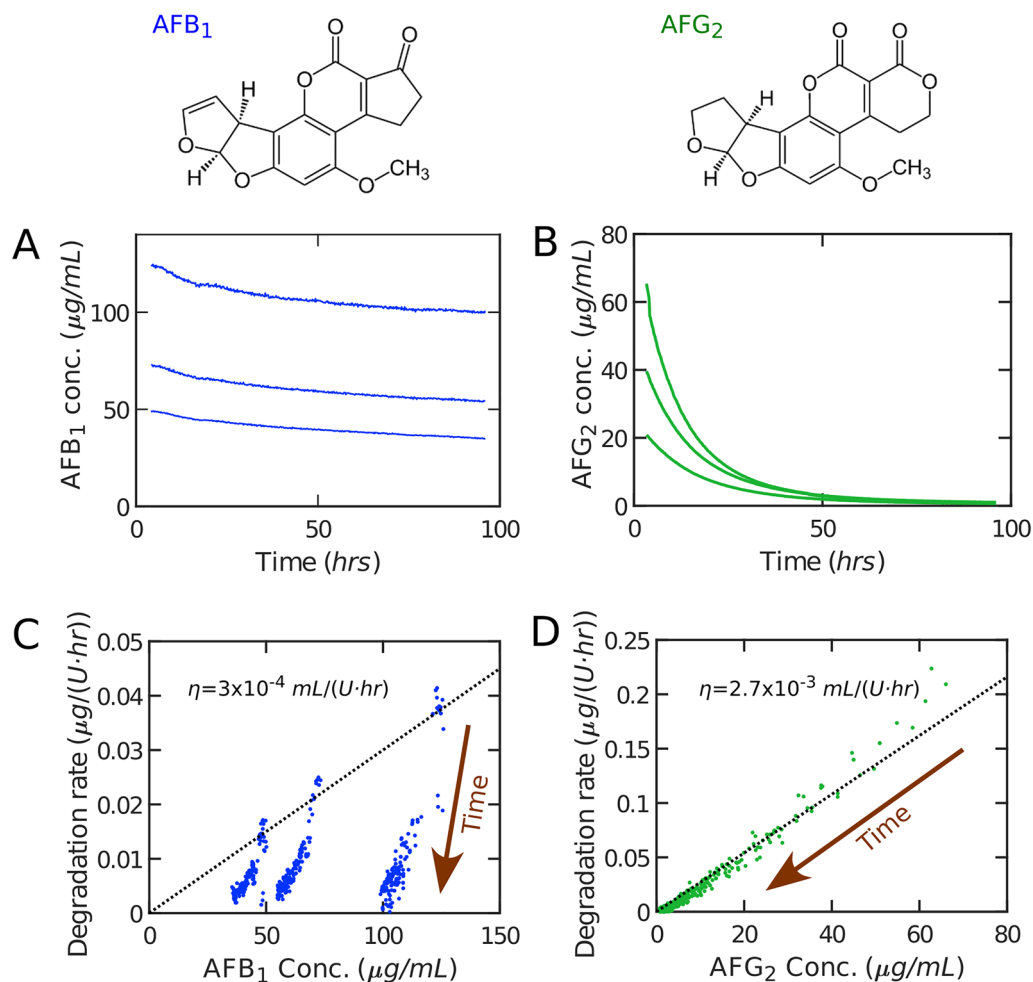 AFB₁
AFG₂
O
O
O
H
O
H
O
O
CH₃
O
O
O
O
H
O
H
O
O
CH₃
A
AFB₁ conc. (μg/mL)
100
50
0
0
50
100
Time (hrs)
B
AFG₂ conc. (μg/mL)
80
60
40
20
0
0
50
100
Time (hrs)
C
Degradation rate (μg/(U·hr))
0.05
0.04
0.03
0.02
0.01
0
η=3x10⁻⁴ mL/(U·hr)
Time
0
50
100
150
AFB₁ Conc. (μg/mL)
D
Degradation rate (μg/(U·hr))
0.25
0.2
0.15
0.1
0.05
0
η=2.7x10⁻³ mL/(U·hr)
Time
0
20
40
60
80
AFG₂ Conc. (μg/mL)